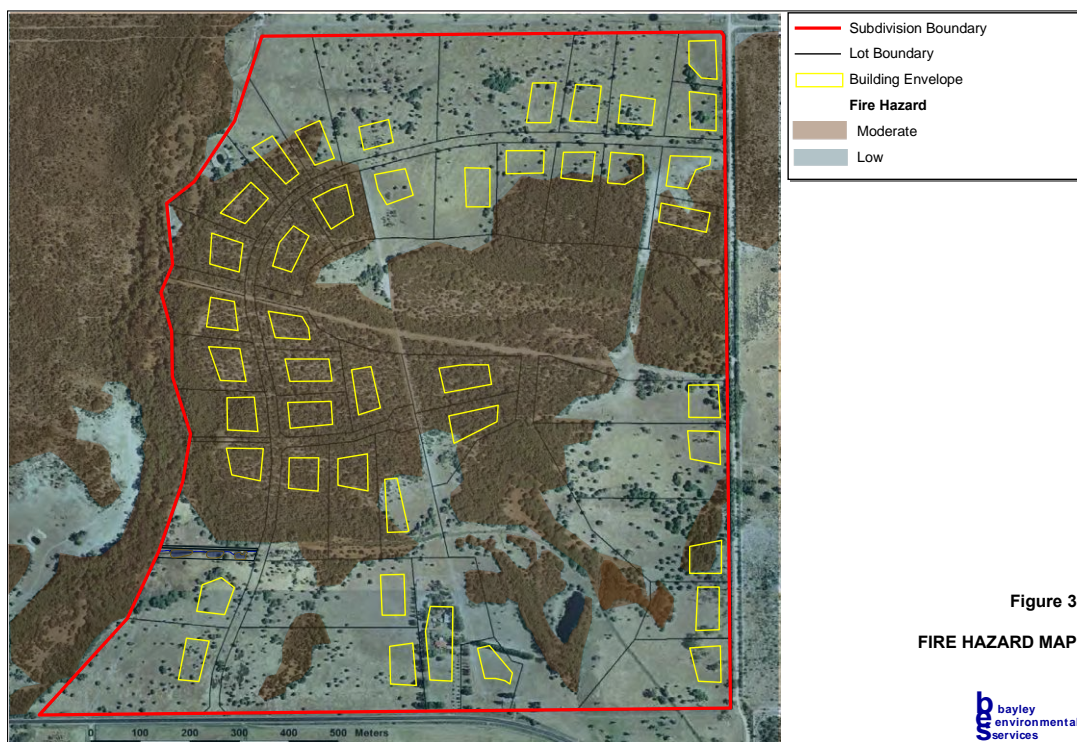 Subdivision Boundary
Lot Boundary
Building Envelope
Fire Hazard
Moderate
Low
Figure 3
FIRE HAZARD MAP
bes
bayley
environmental
services
0 100 200 300 400 500 Meters